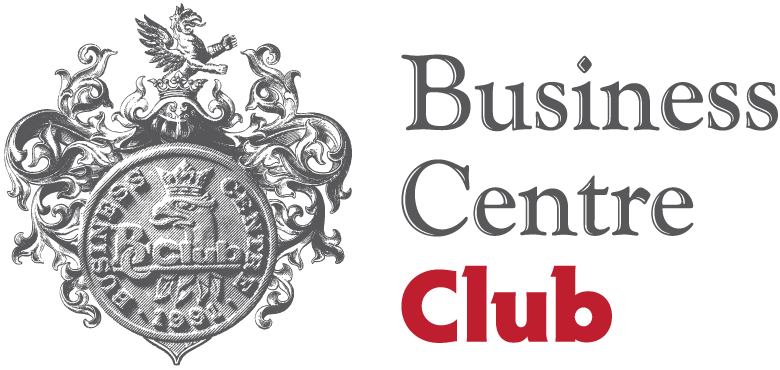 BUSINESS CENTRE
BCClub
1991
Business
Centre
Club